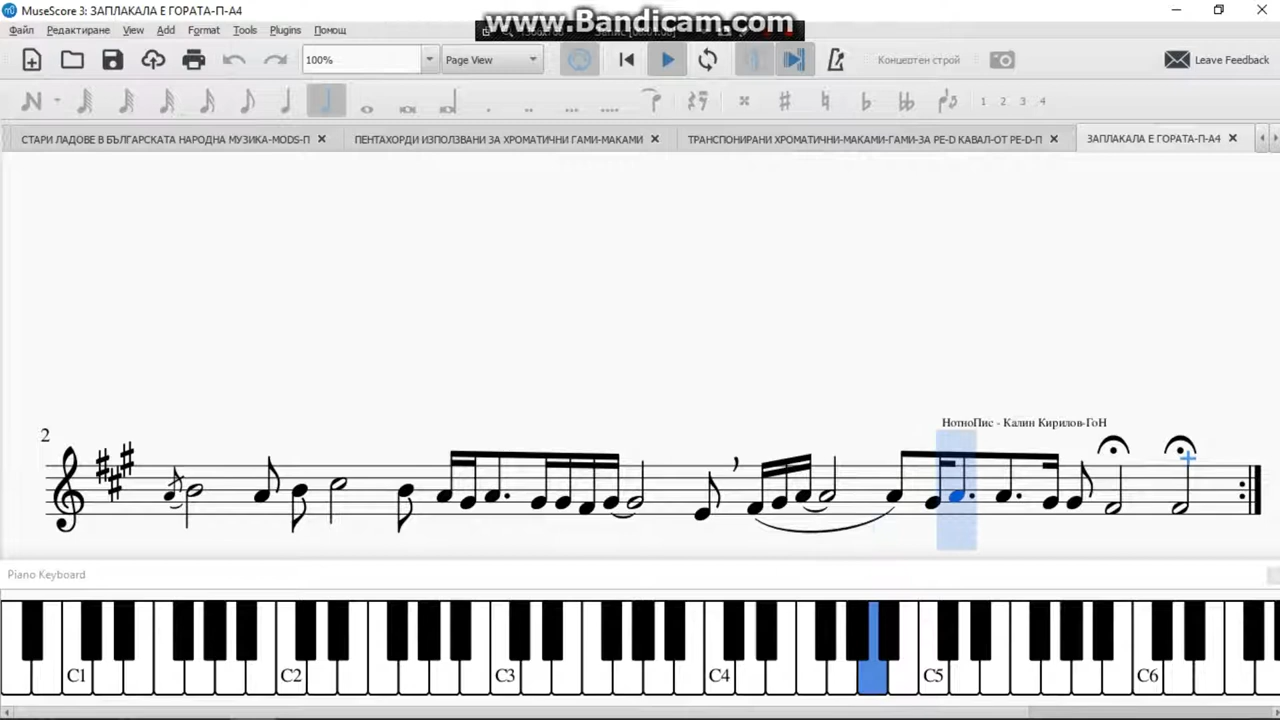 MuseScore 3: ЗАПЛАКАЛА Е ГОРАТА-П-А4
www.Bandicam.com
Файл Редактиране View Add Format Tools Plugins Помощ
100% Page View Концертен строй Leave Feedback
1 2 3 4
СТАРИ ЛАДОВЕ В БЪЛГАРСКАТА НАРОДНА МУЗИКА-MODS-П ПЕНТАХОРДИ ИЗПОЛЗВАНИ ЗА ХРОМАТИЧНИ ГАМИ-МАКАМИ ТРАНСПОНИРАНИ ХРОМАТИЧНИ-МАКАМИ-ГАМИ-ЗА РЕ-D КАВАЛ-ОТ РЕ-D-П ЗАПЛАКАЛА Е ГОРАТА-П-А4
НотноПис - Калин Кирилов-ГоН
2
Piano Keyboard
C1 C2 C3 C4 C5 C6